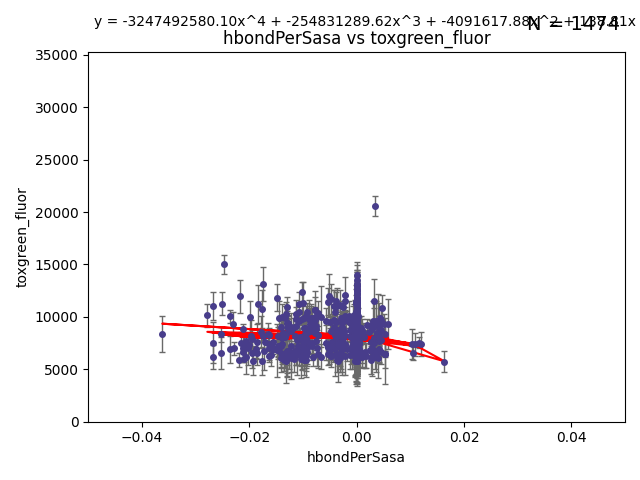 y = -3247492580.10x^4 + -254831289.62x^3 + -4091617.88x^2 +
N = 1474
hbondPerSasa vs toxgreen_fluor
35000
30000
25000
20000
15000
10000
5000
0
toxgreen_fluor
−0.04
−0.02
0.00
0.02
0.04
hbondPerSasa